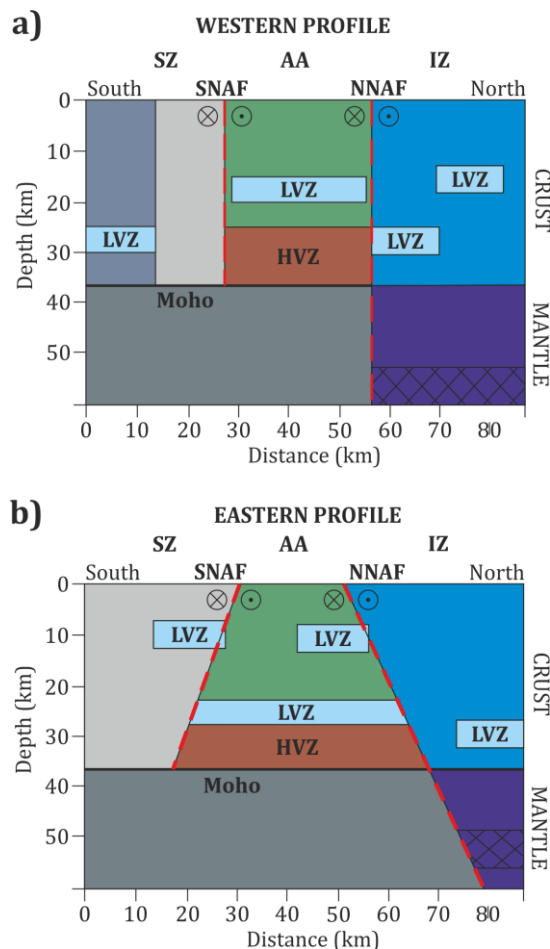 a)
WESTERN PROFILE
SZ AA IZ
South SNAF NNAF North
0
10
20
30
40
50
Depth (km)
LVZ
LVZ
LVZ
LVZ
HVZ
Moho
CRUST
MANTLE
0 10 20 30 40 50 60 70 80
Distance (km)
b)
EASTERN PROFILE
SZ AA IZ
South SNAF NNAF North
0
10
20
30
40
50
Depth (km)
LVZ LVZ
LVZ
LVZ
HVZ
Moho
CRUST
MANTLE
0 10 20 30 40 50 60 70 80
Distance (km)